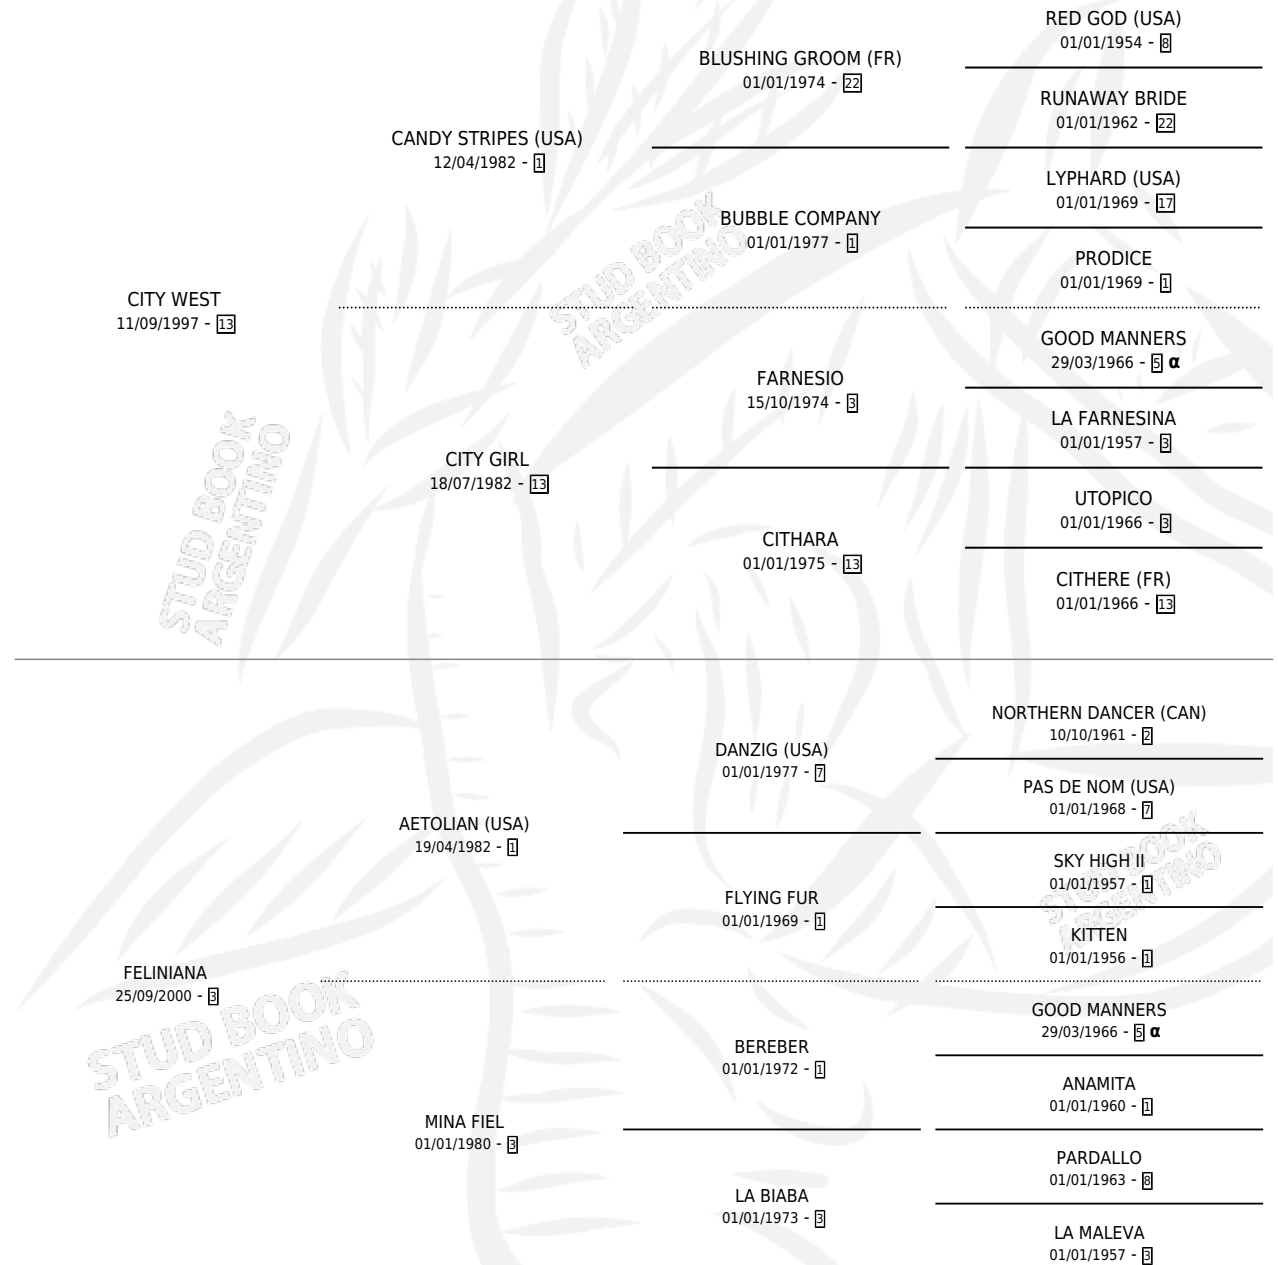 RED GOD (USA)
01/01/1954 - 8
BLUSHING GROOM (FR)
01/01/1974 - 22
RUNAWAY BRIDE
01/01/1962 - 22
CANDY STRIPES (USA)
12/04/1982 - 1
LYPHARD (USA)
01/01/1969 - 17
BUBBLE COMPANY
01/01/1977 - 1
PRODICE
01/01/1969 - 1
CITY WEST
11/09/1997 - 13
GOOD MANNERS
29/03/1966 - 5 α
FARNESIO
15/10/1974 - 3
LA FARNESINA
01/01/1957 - 3
CITY GIRL
18/07/1982 - 13
UTOPICO
01/01/1966 - 3
CITHARA
01/01/1975 - 13
CITHERE (FR)
01/01/1966 - 13
STUD BOOK
ARGENTINO
STUD BOOK
ARGENTINO
NORTHERN DANCER (CAN)
10/10/1961 - 2
DANZIG (USA)
01/01/1977 - 7
PAS DE NOM (USA)
01/01/1968 - 7
AETOLIAN (USA)
19/04/1982 - 1
SKY HIGH II
01/01/1957 - 1
FLYING FUR
01/01/1969 - 1
KITTEN
01/01/1956 - 1
FELINIANA
25/09/2000 - 3
GOOD MANNERS
29/03/1966 - 5 α
BEREBER
01/01/1972 - 1
ANAMITA
01/01/1960 - 1
MINA FIEL
01/01/1980 - 3
PARDALLO
01/01/1963 - 8
LA BIABA
01/01/1973 - 3
LA MALEVA
01/01/1957 - 3
STUD BOOK
ARGENTINO
STUD BOOK
ARGENTINO